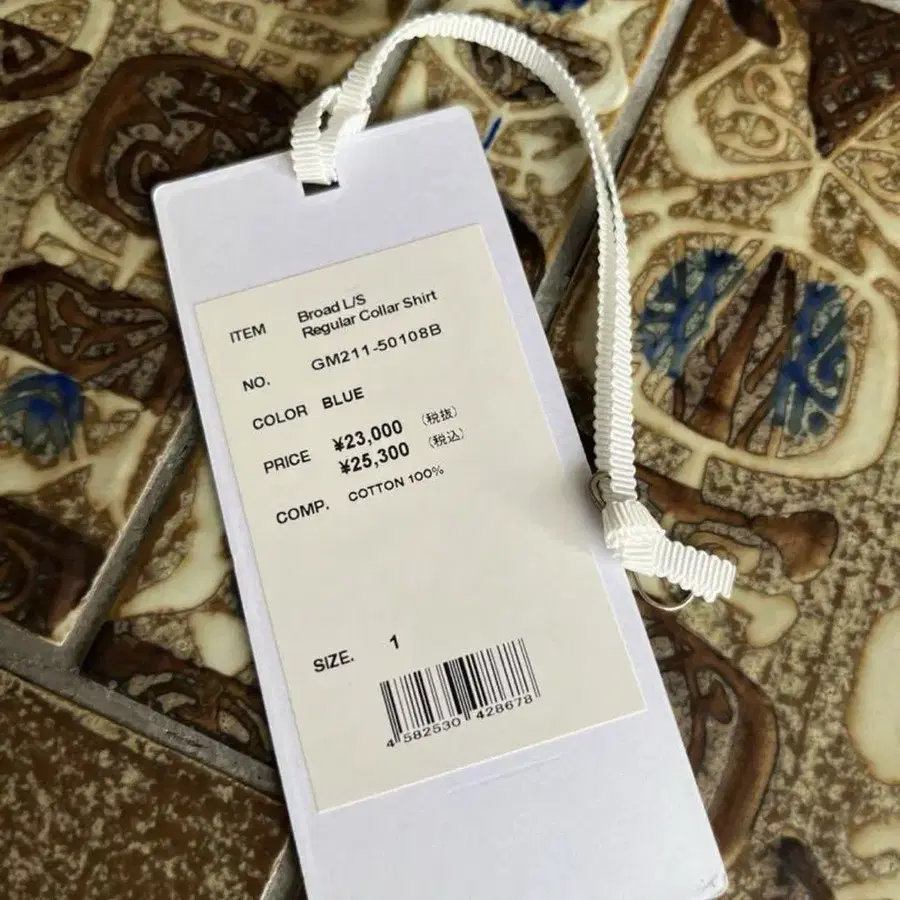 ITEM Broad L/S
Regular Collar Shirt
NO. GM211-50108B
COLOR BLUE
PRICE ¥23,000 (税抜)
¥25,300 (税込)
COMP. COTTON 100%
SIZE. 1
4 582530 428678